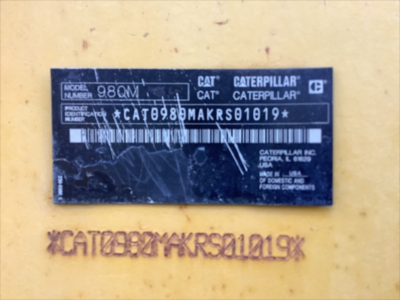 MODEL NUMBER 980M CAT CATERPILLAR
CAT CATERPILLAR
PRODUCT IDENTIFICATION NUMBER *CAT0980MAKRS01019*
CATERPILLAR INC.
PEORIA, IL 61629
USA
MADE IN USA
OF DOMESTIC AND
FOREIGN COMPONENTS
*CAT0980MAKRS01019*